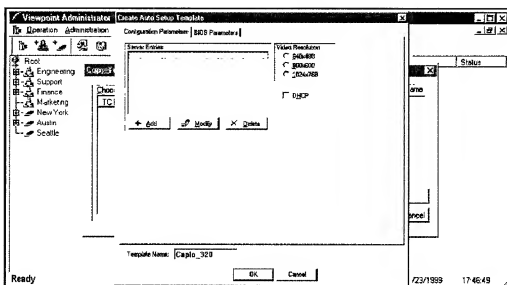 Viewpoint Administrator
Create Auto Setup Template
Operation Administration
Configuration Parameters BIOS Parameters
Server Entries
Video Resolution
640x480
800x600
1024x768
DHCP
Add Modify Delete
Root
Engineering
Support
Finance
Marketing
New York
Austin
Seattle
Status
Template Name: Caplo_320
OK Cancel
Ready
/23/1999 17:46:49